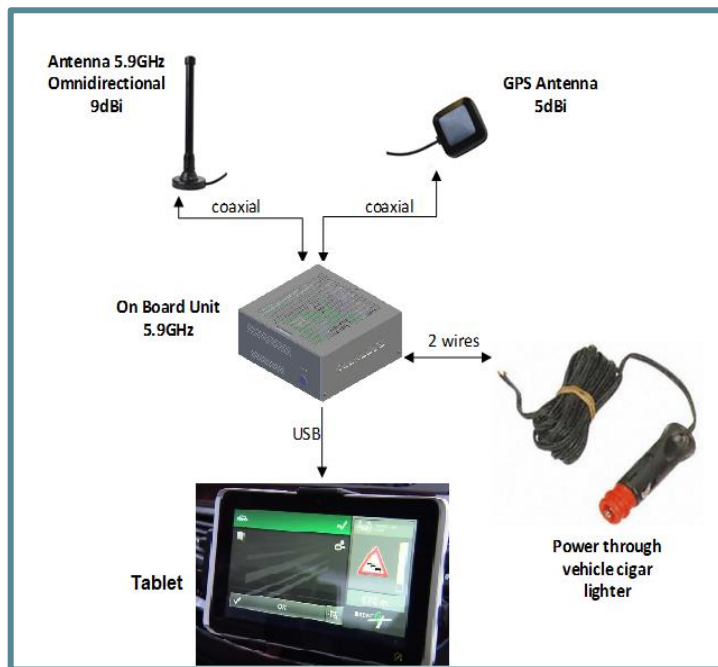 Antenna 5.9GHz
Omnidirectional
9dBi
GPS Antenna
5dBi
coaxial
coaxial
On Board Unit
5.9GHz
2 wires
USB
Tablet
OK
174 m
Power through
vehicle cigar
lighter